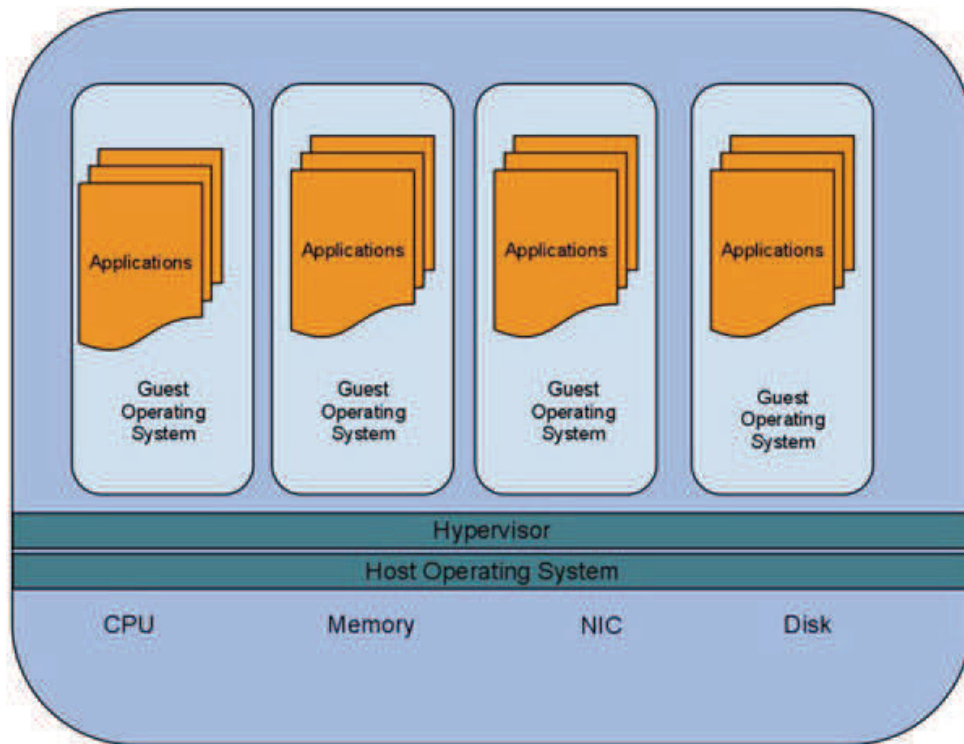 Applications
Applications
Applications
Applications
Guest
Operating
System
Guest
Operating
System
Guest
Operating
System
Guest
Operating
System
Hypervisor
Host Operating System
CPU
Memory
NIC
Disk